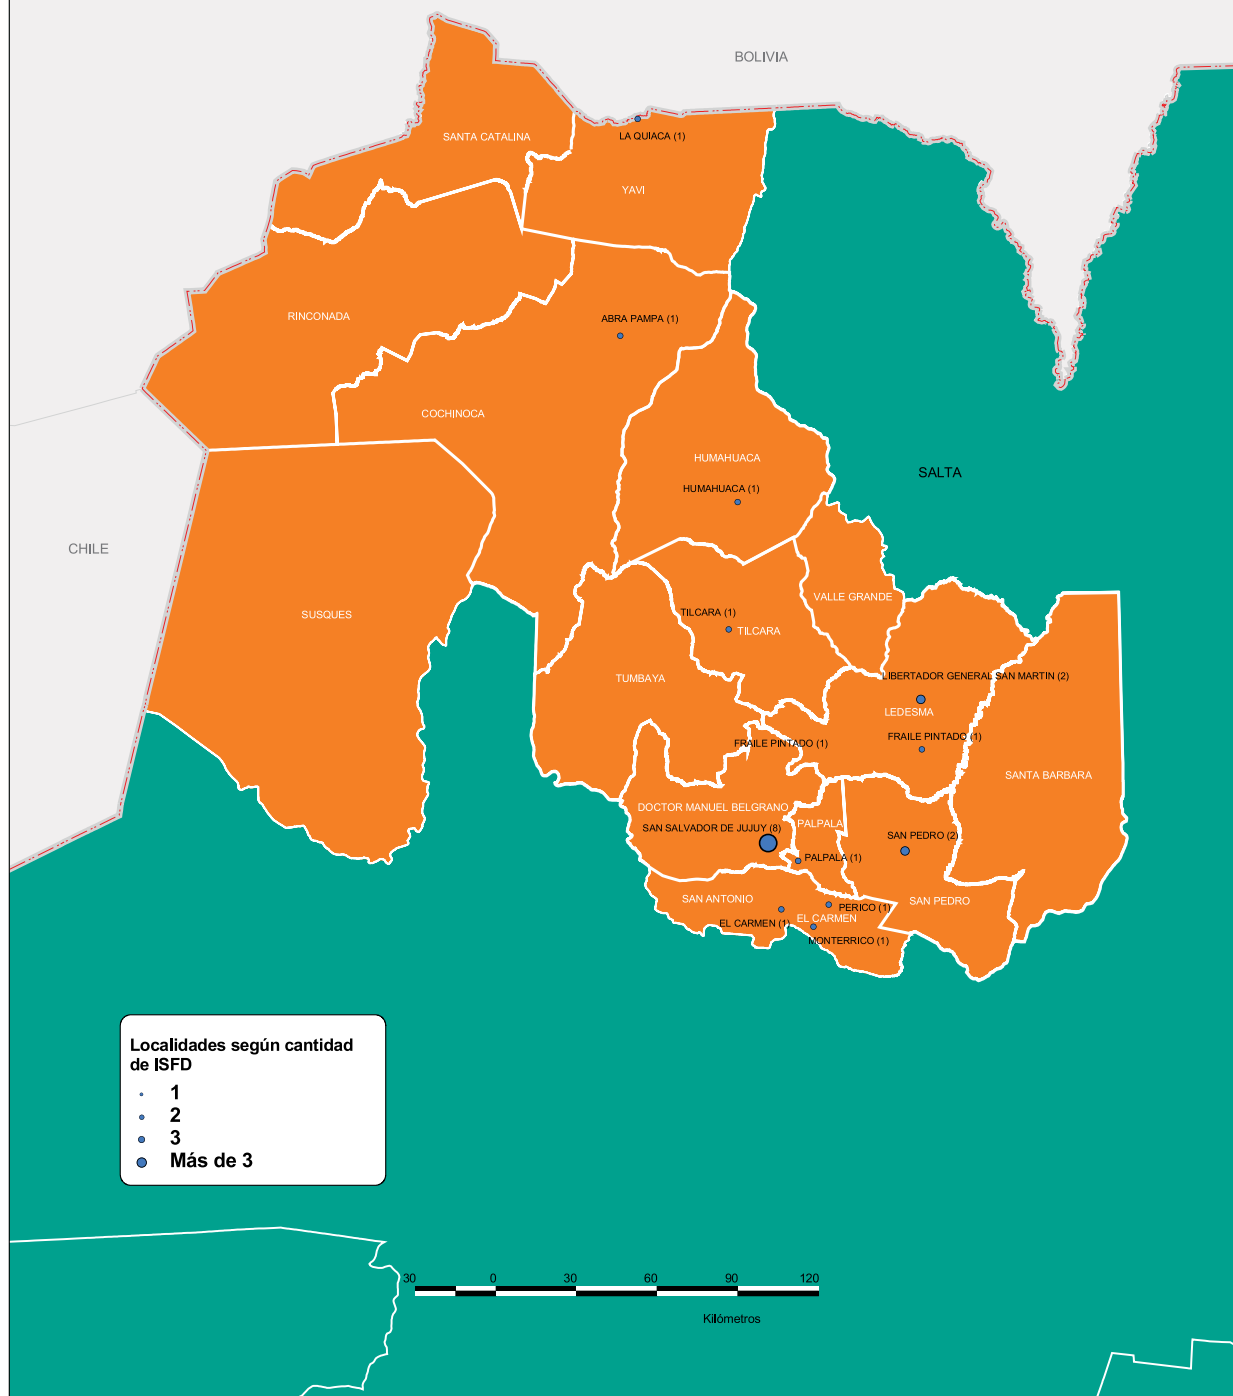 BOLIVIA
SANTA CATALINA
LA QUIACA (1)
YAVI
RINCONADA
ABRA PAMPA (1)
COCHINOCA
HUMAHUACA
SALTA
HUMAHUACA (1)
CHILE
VALLE GRANDE
SUSQUES
TILCARA (1)
TILCARA
TUMBAYA
LIBERTADOR GENERAL SAN MARTIN (2)
LEDESMA
FRAILE PINTADO (1)
FRAILE PINTADO (1)
SANTA BARBARA
DOCTOR MANUEL BELGRANO
PALPALA
SAN SALVADOR DE JUJUY (8)
SAN PEDRO (2)
PALPALA (1)
SAN ANTONIO
SAN PEDRO
PERICO (1)
EL CARMEN
EL CARMEN (1)
MONTERRICO (1)
Localidades según cantidad
de ISFD
1
2
3
Más de 3
30 0 30 60 90 120
Kilómetros